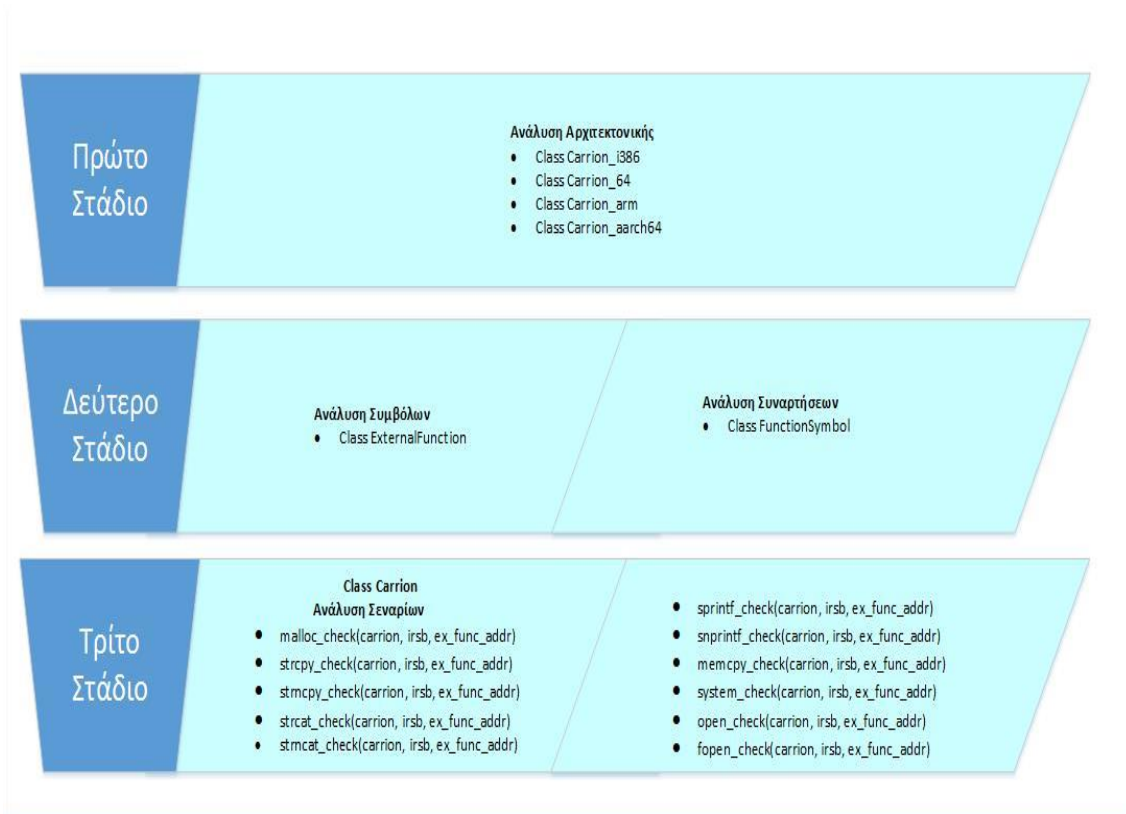 Πρώτο
Στάδιο
Ανάλυση Αρχιτεκτονικής
• Class Carrion_i386
• Class Carrion_64
• Class Carrion_arm
• Class Carrion_aarch64
Δεύτερο
Στάδιο
Ανάλυση Συμβόλων
• Class ExternalFunction
Ανάλυση Συναρτήσεων
• Class FunctionSymbol
Τρίτο
Στάδιο
Class Carrion
Ανάλυση Σεναρίων
• malloc_check(carrion, irsb, ex_func_addr)
• strcpy_check(carrion, irsb, ex_func_addr)
• strncpy_check(carrion, irsb, ex_func_addr)
• strcat_check(carrion, irsb, ex_func_addr)
• strncat_check(carrion, irsb, ex_func_addr)
• sprintf_check(carrion, irsb, ex_func_addr)
• snprintf_check(carrion, irsb, ex_func_addr)
• memcpy_check(carrion, irsb, ex_func_addr)
• system_check(carrion, irsb, ex_func_addr)
• open_check(carrion, irsb, ex_func_addr)
• fopen_check(carrion, irsb, ex_func_addr)